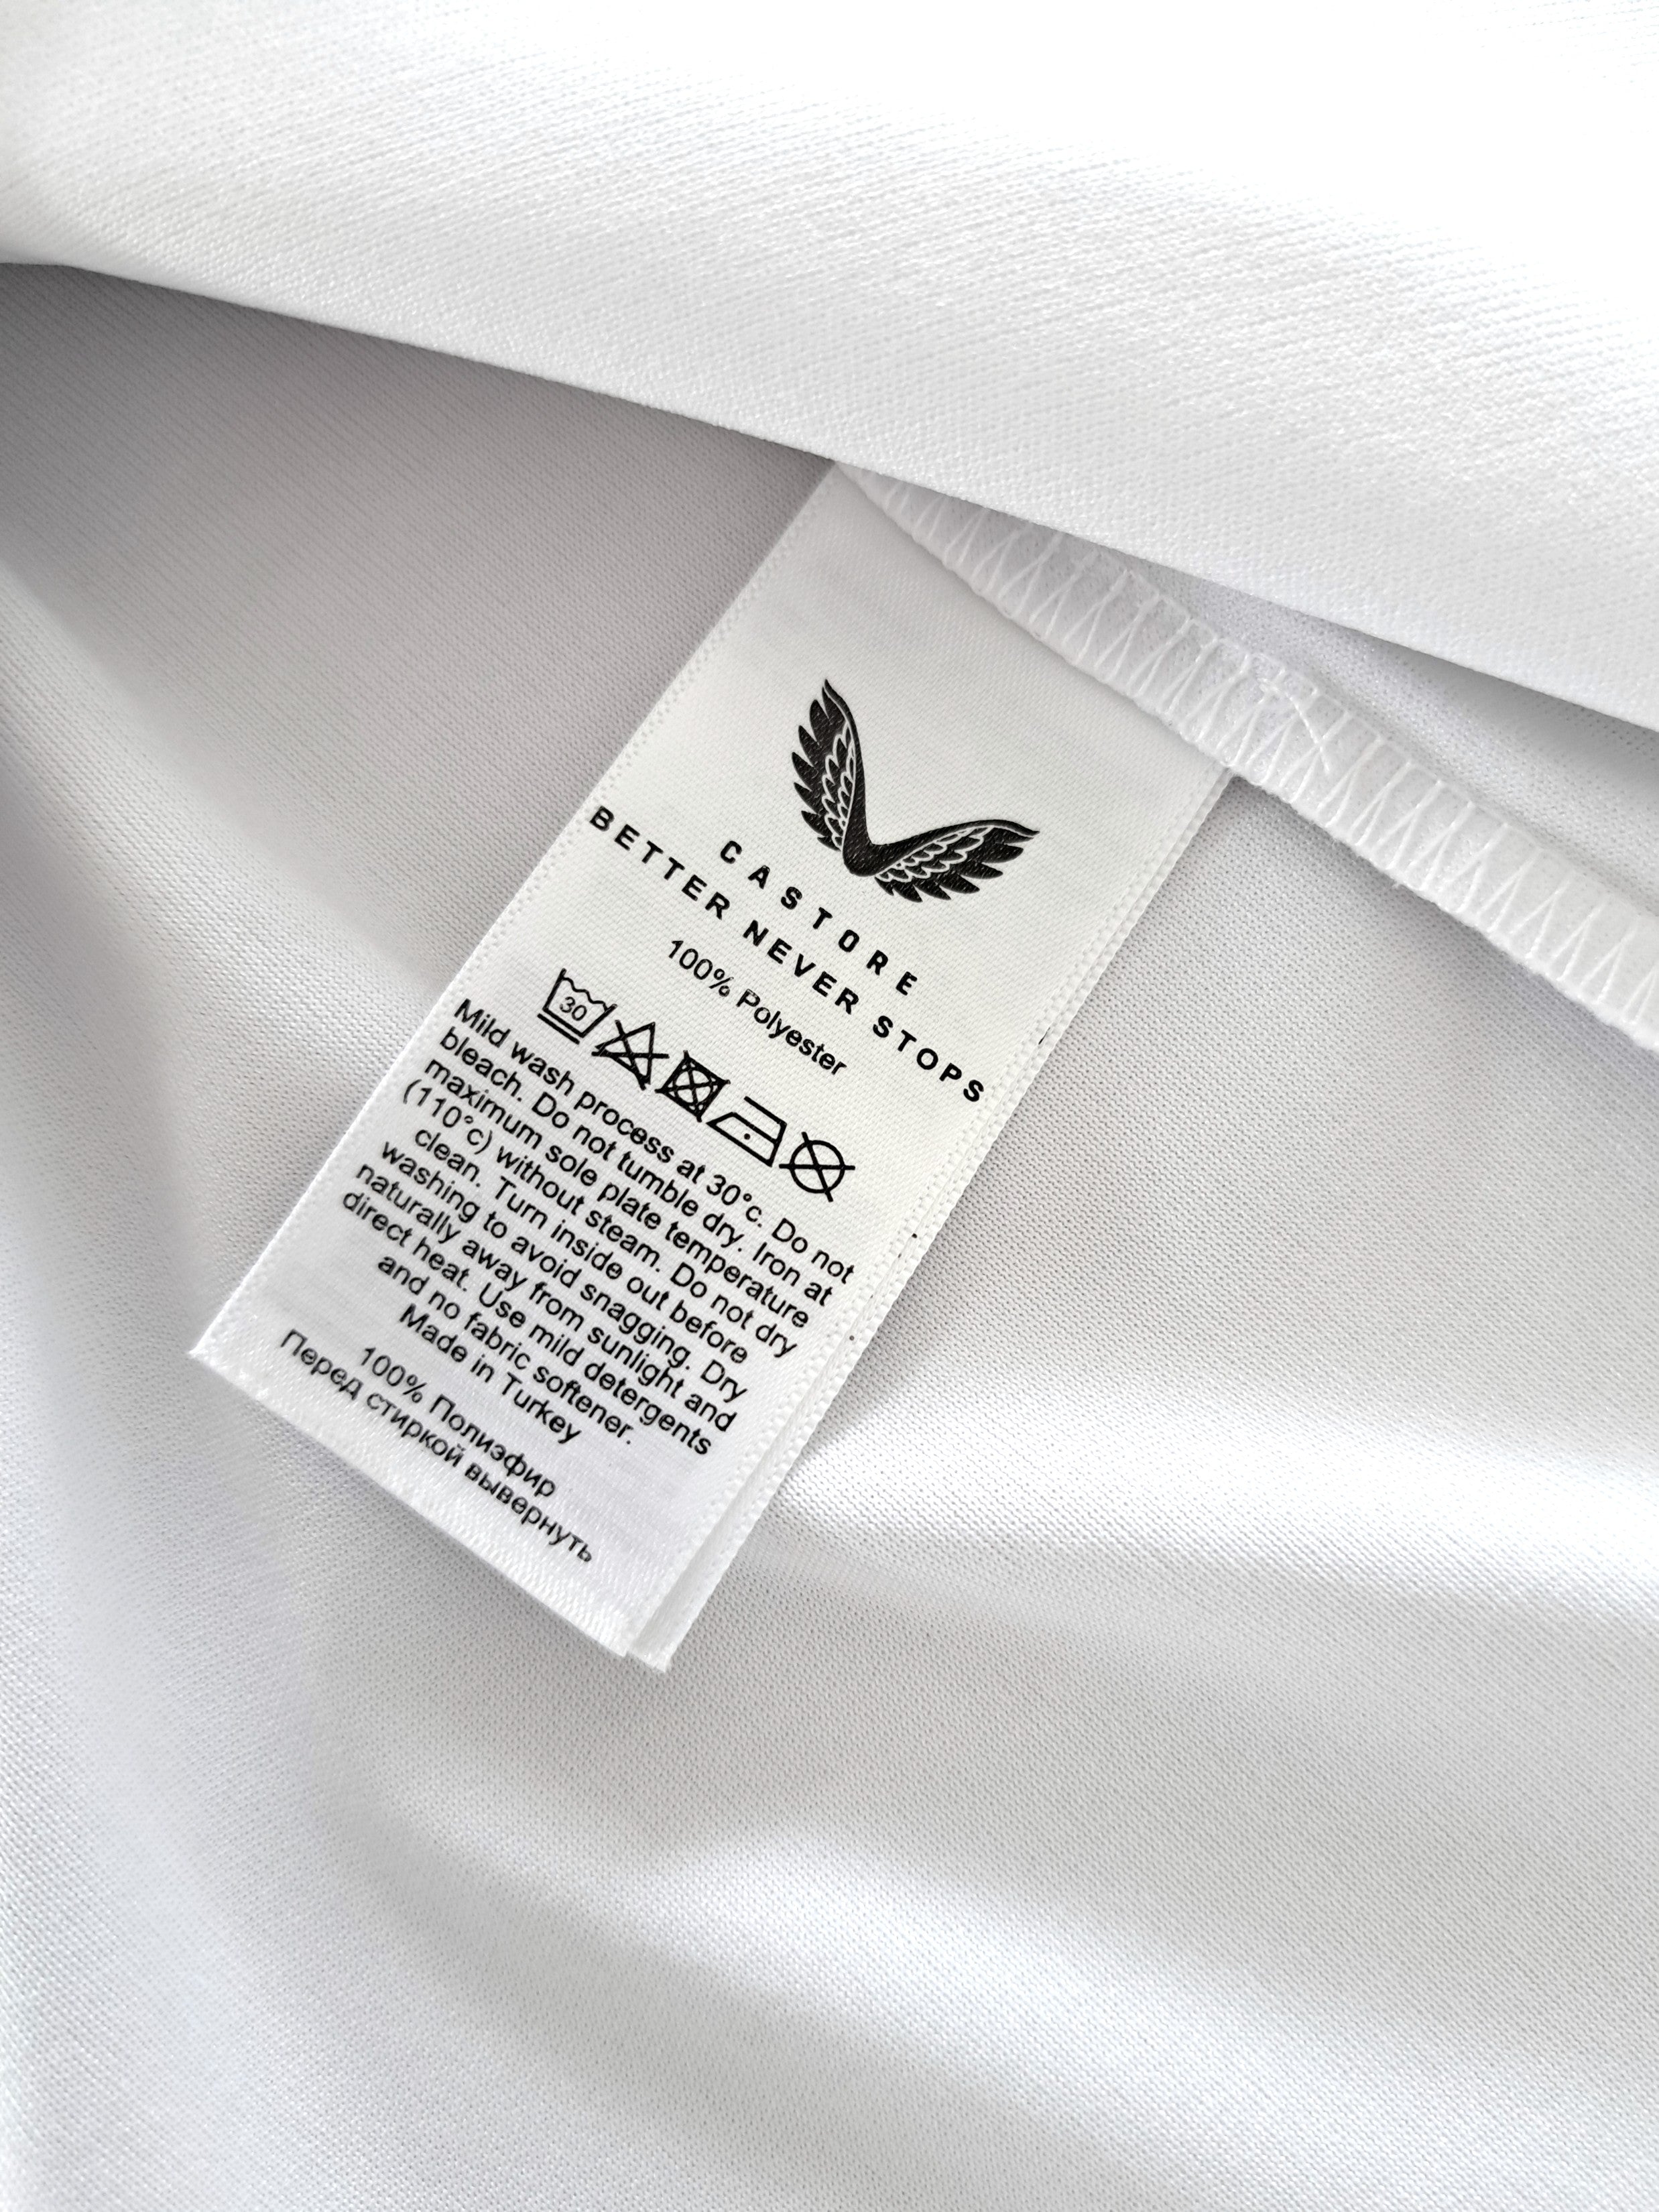 CASTORE
BETTER NEVER STOPS
100% Polyester
30
Mild wash process at 30°c. Do not
bleach. Do not tumble dry. Iron at
maximum sole plate temperature
(110°c) without steam. Do not dry
clean. Turn inside out before
washing to avoid snagging. Dry
naturally away from sunlight and
direct heat. Use mild detergents
and no fabric softener.
Made in Turkey
100% Полиэфир
Перед стиркой вывернуть